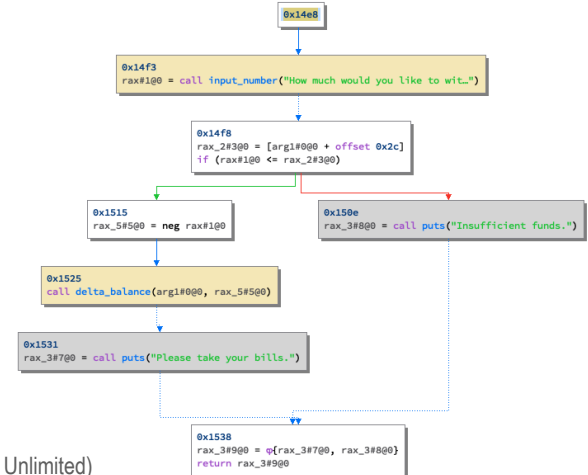 0x14e8
0x14f3
rax#1@0 = call input_number("How much would you like to wit…")
0x14f8
rax_2#3@0 = [arg1#0@0 + offset 0x2c]
if (rax#1@0 <= rax_2#3@0)
0x1515
rax_5#5@0 = neg rax#1@0
0x150e
rax_3#8@0 = call puts("Insufficient funds.")
0x1525
call delta_balance(arg1#0@0, rax_5#5@0)
0x1531
rax_3#7@0 = call puts("Please take your bills.")
0x1538
rax_3#9@0 = φ{rax_3#7@0, rax_3#8@0}
return rax_3#9@0
Unlimited)